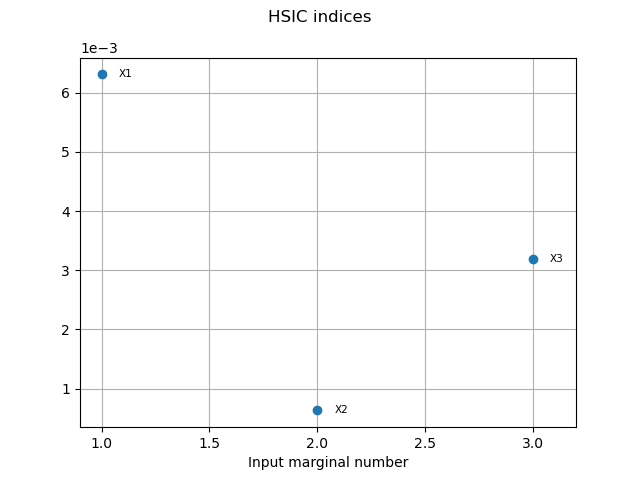 HSIC indices
1e−3
X1
6
5
4
X3
3
2
1
X2
1.0 1.5 2.0 2.5 3.0
Input marginal number